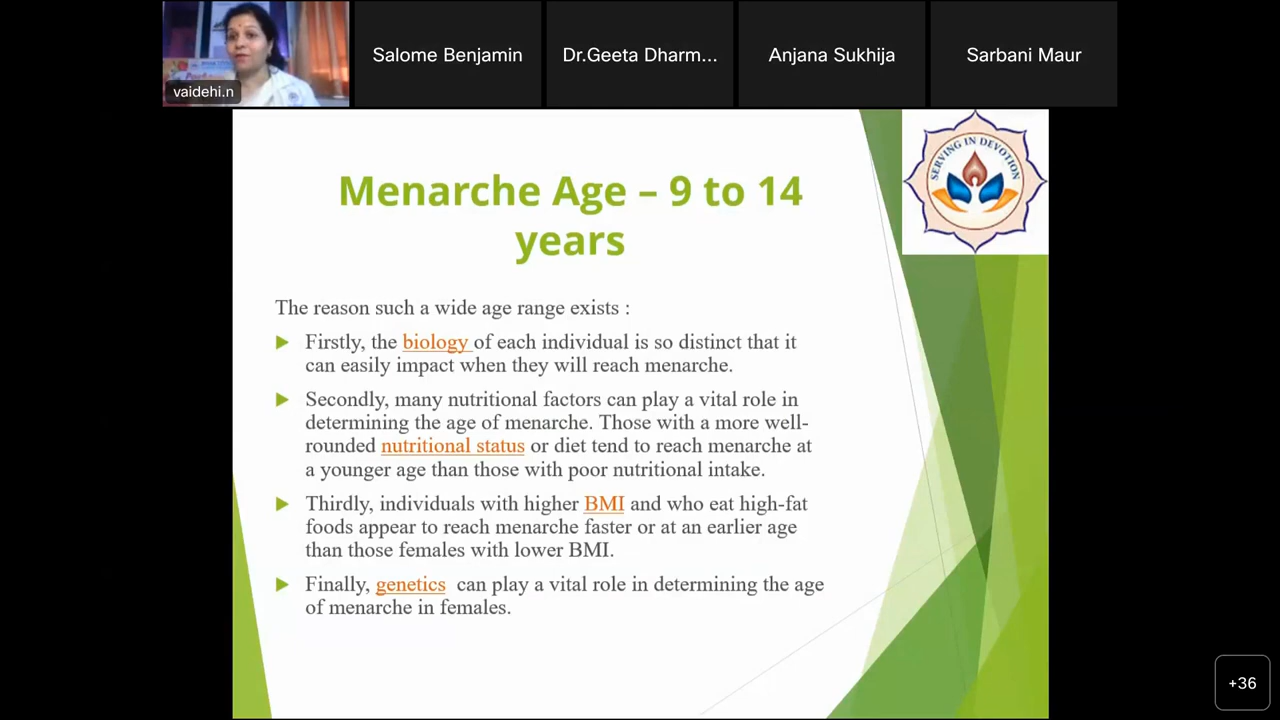 Salome Benjamin
Dr.Geeta Dharm...
Anjana Sukhija
Sarbani Maur
vaidehi.n
SERVING IN DEVOTION
Menarche Age – 9 to 14
years
The reason such a wide age range exists :
Firstly, the biology of each individual is so distinct that it
can easily impact when they will reach menarche.
Secondly, many nutritional factors can play a vital role in
determining the age of menarche. Those with a more well-
rounded nutritional status or diet tend to reach menarche at
a younger age than those with poor nutritional intake.
Thirdly, individuals with higher BMI and who eat high-fat
foods appear to reach menarche faster or at an earlier age
than those females with lower BMI.
Finally, genetics can play a vital role in determining the age
of menarche in females.
+36